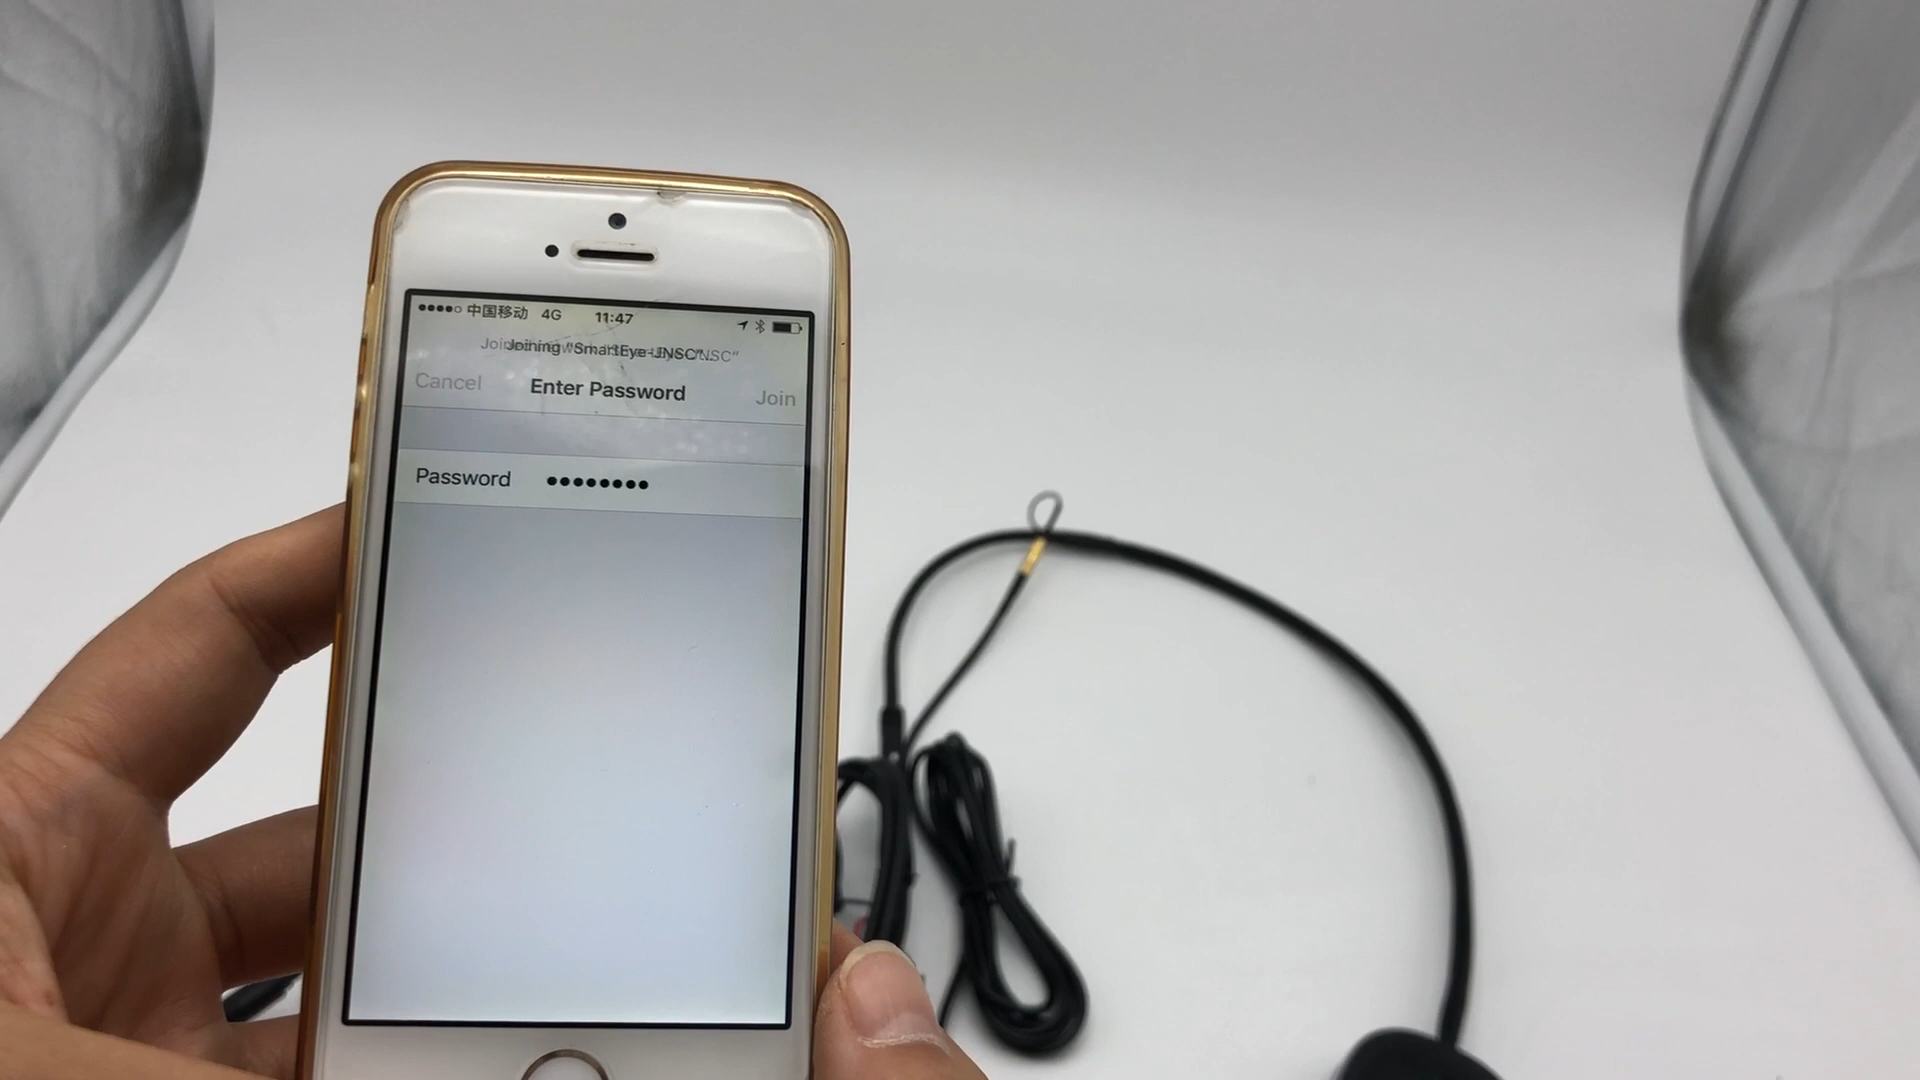 中国移动 4G 11:47
Joining "SmartEye-JNSC"...
Cancel Enter Password Join
Password ••••••••